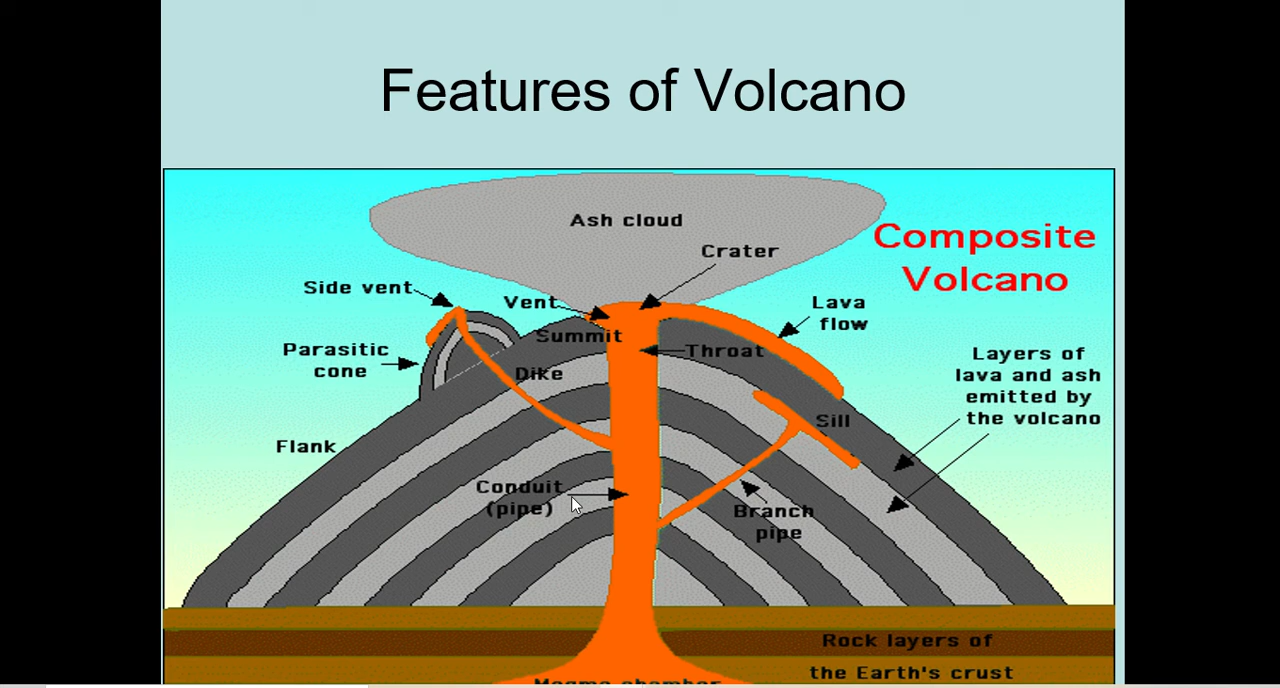 Features of Volcano
Ash cloud
Composite
Volcano
Crater
Side vent
Vent
Lava
flow
Summit
Throat
Parasitic
cone
Dike
Layers of
lava and ash
emitted by
the volcano
Sill
Flank
Conduit
(pipe)
Branch
pipe
Rock layers of
the Earth's crust
Magma chamber